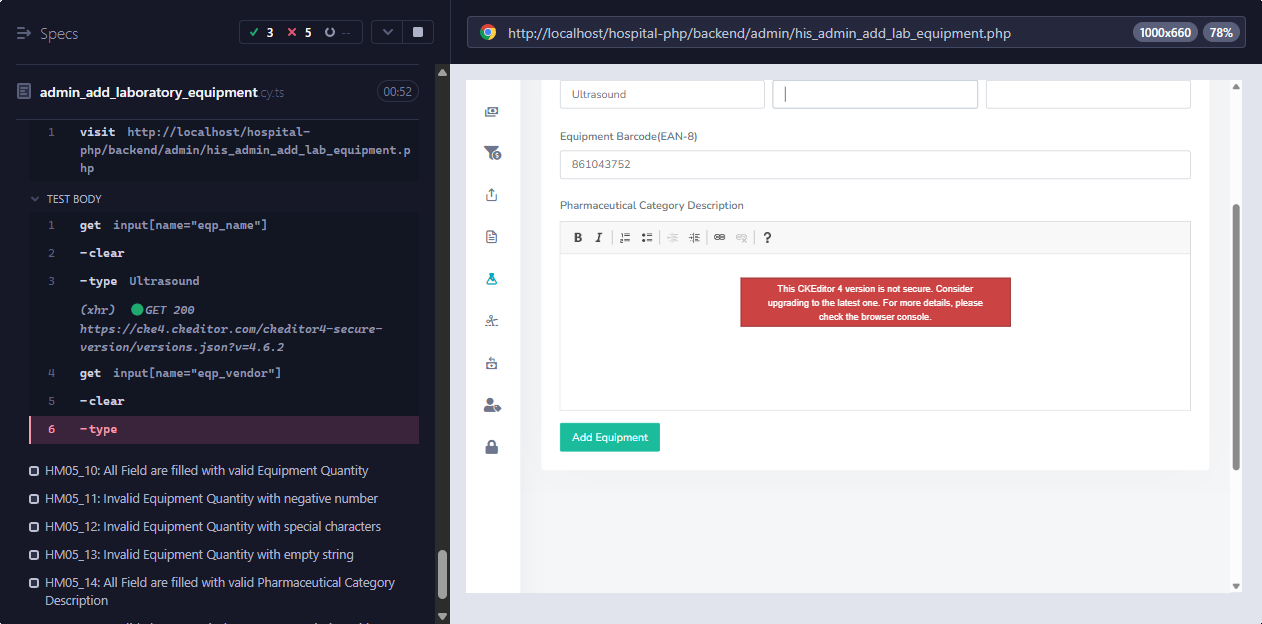 Specs
3 5 --
http://localhost/hospital-php/backend/admin/his_admin_add_lab_equipment.php
1000x660
78%
admin_add_laboratory_equipment.cy.ts
00:52
1 visit http://localhost/hospital-
php/backend/admin/his_admin_add_lab_equipment.p
hp
TEST BODY
1 get input[name="eqp_name"]
2 -clear
3 -type Ultrasound
(xhr) GET 200
https://cke4.ckeditor.com/ckeditor4-secure-
version/versions.json?v=4.6.2
4 get input[name="eqp_vendor"]
5 -clear
6 -type
HM05_10: All Field are filled with valid Equipment Quantity
HM05_11: Invalid Equipment Quantity with negative number
HM05_12: Invalid Equipment Quantity with special characters
HM05_13: Invalid Equipment Quantity with empty string
HM05_14: All Field are filled with valid Pharmaceutical Category
Description
Ultrasound
Equipment Barcode(EAN-8)
861043752
Pharmaceutical Category Description
B I ?
This CKEditor 4 version is not secure. Consider
upgrading to the latest one. For more details, please
check the browser console.
Add Equipment